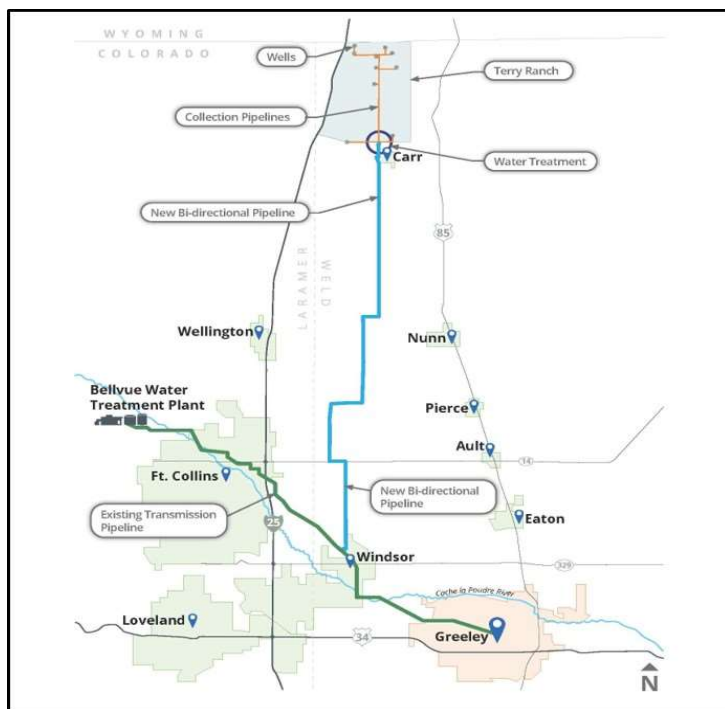 WYOMING
COLORADO
Wells
Terry Ranch
Collection Pipelines
Water Treatment
Carr
New Bi-directional Pipeline
85
LARAMER
WELD
Wellington
Nunn
Bellvue Water
Treatment Plant
Pierce
Ault
14
Ft. Collins
New Bi-directional
Pipeline
Existing Transmission
Pipeline
25
Eaton
Windsor
329
Cache la Poudre River
Loveland
Greeley
34
N